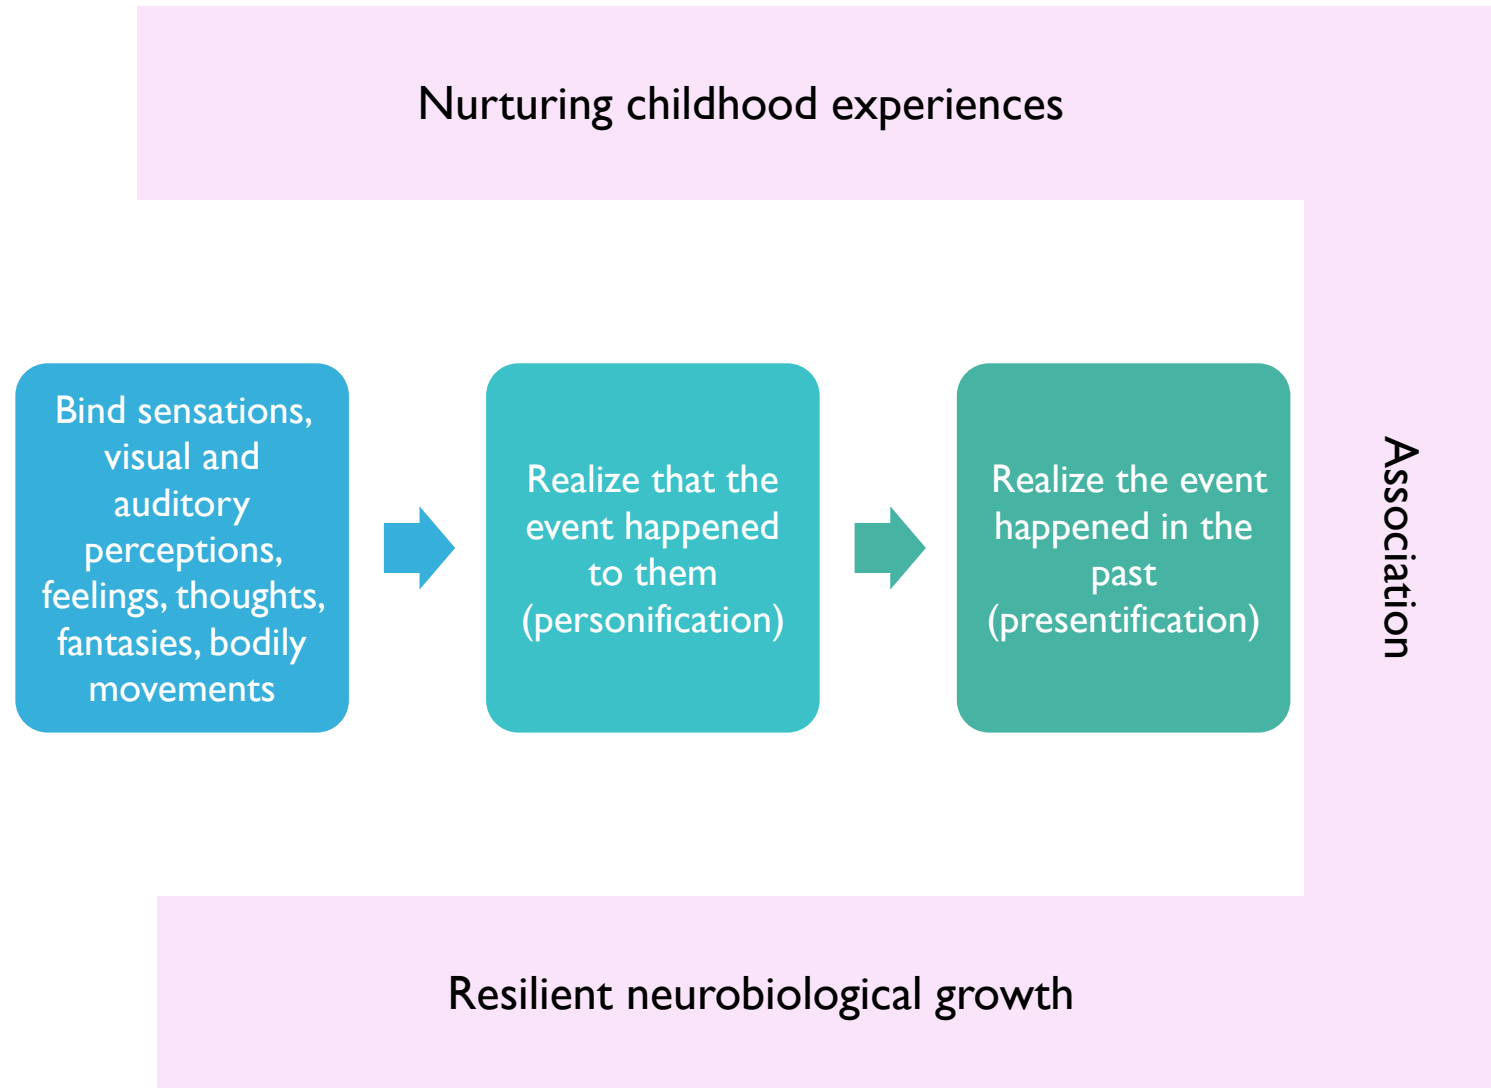 Nurturing childhood experiences
Bind sensations,
visual and
auditory
perceptions,
feelings, thoughts,
fantasies, bodily
movements
Realize that the
event happened
to them
(personification)
Realize the event
happened in the
past
(presentification)
Association
Resilient neurobiological growth